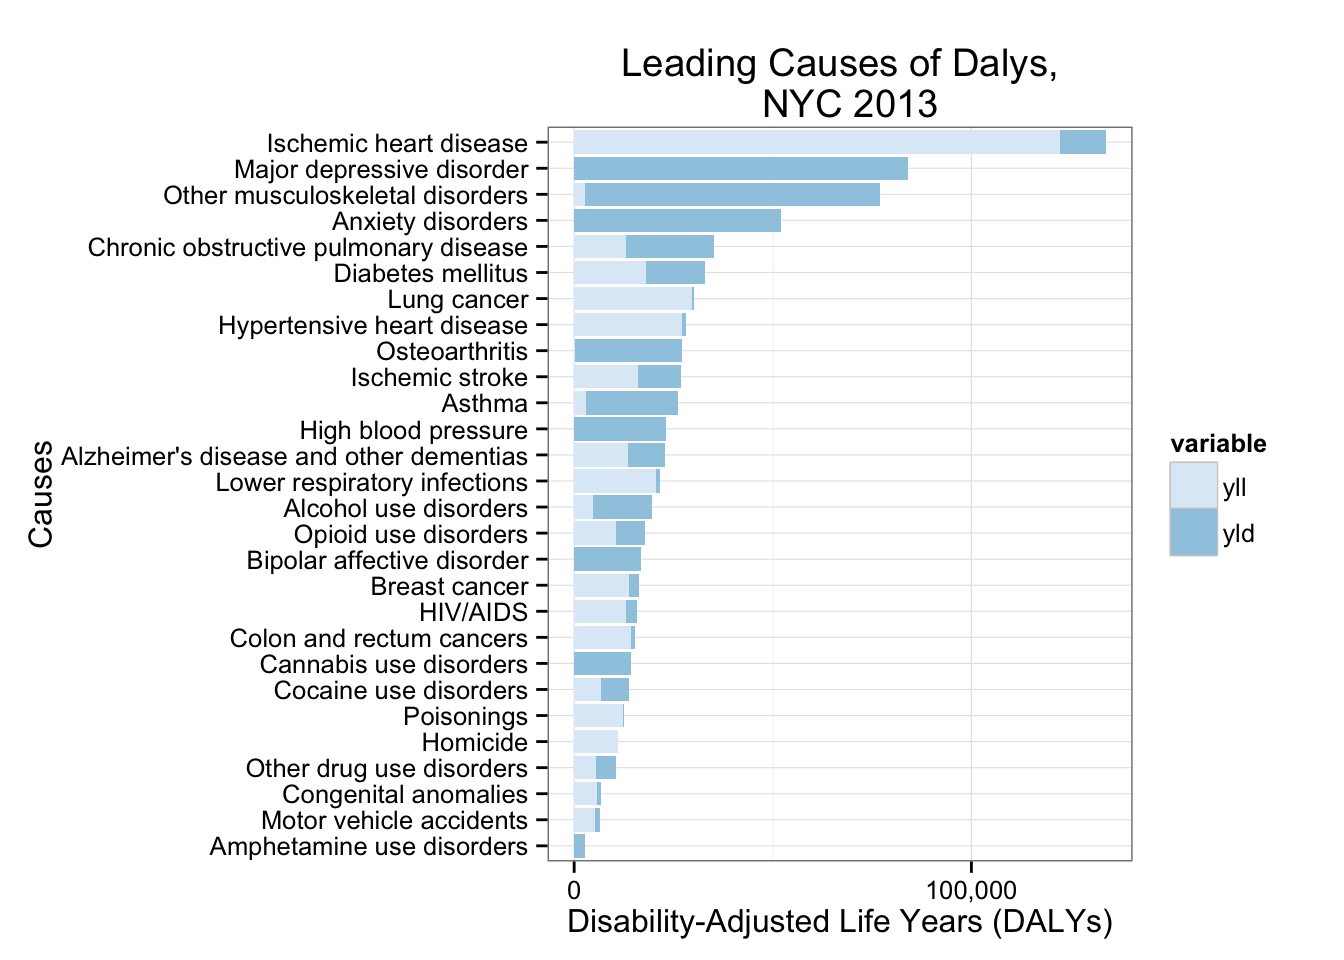 Leading Causes of Dalys,
NYC 2013
Ischemic heart disease
Major depressive disorder
Other musculoskeletal disorders
Anxiety disorders
Chronic obstructive pulmonary disease
Diabetes mellitus
Lung cancer
Hypertensive heart disease
Osteoarthritis
Ischemic stroke
Asthma
High blood pressure
Alzheimer's disease and other dementias
Lower respiratory infections
Alcohol use disorders
Opioid use disorders
Bipolar affective disorder
Breast cancer
HIV/AIDS
Colon and rectum cancers
Cannabis use disorders
Cocaine use disorders
Poisonings
Homicide
Other drug use disorders
Congenital anomalies
Motor vehicle accidents
Amphetamine use disorders
Causes
0
100,000
Disability-Adjusted Life Years (DALYs)
variable
yll
yld